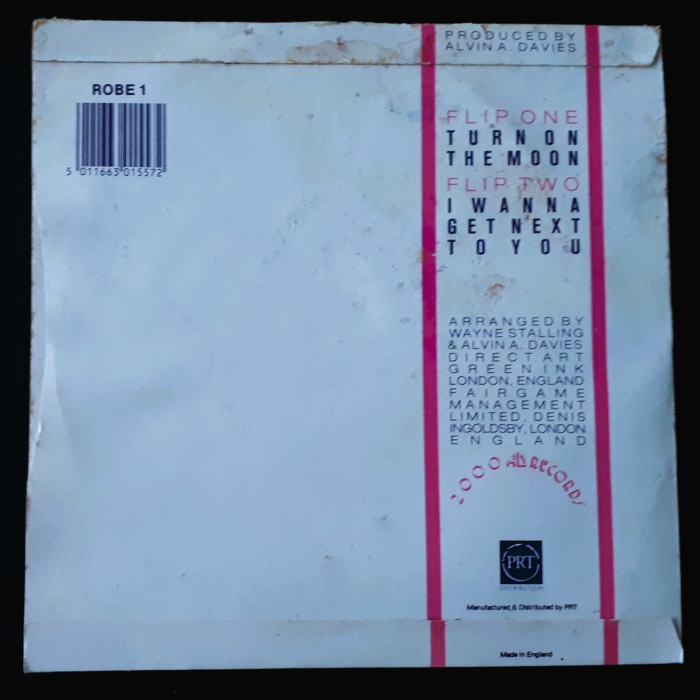 PRODUCED BY
ALVIN A. DAVIES
ROBE 1
5 011663 015572
FLIP ONE
TURN ON
THE MOON
FLIP TWO
I WANNA
GET NEXT
TO YOU
ARRANGED BY
WAYNE STALLING
& ALVIN A. DAVIES
DIRECT ART
GREEN INK
LONDON, ENGLAND
FAIRGAME
MANAGEMENT
LIMITED, DENIS
INGOLDSBY, LONDON
ENGLAND
2000 AD RECORDS
PRT
DISTRIBUTION
Manufactured & Distributed by PRT
Made in England